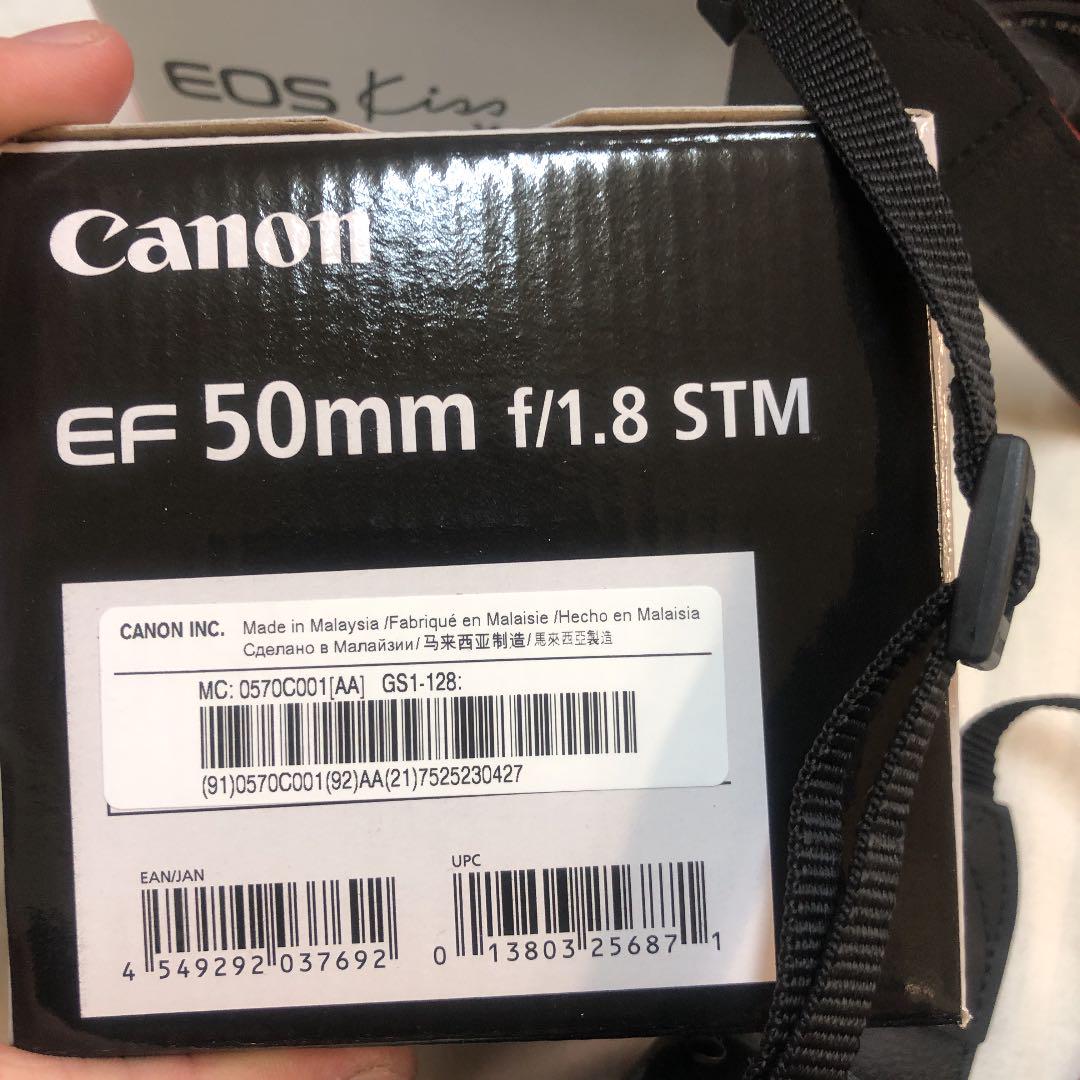 EOS Kiss
Canon
EF 50mm f/1.8 STM
CANON INC. Made in Malaysia /Fabriqué en Malaisie /Hecho en Malaisia
Сделано в Малайзии/马来西亚制造/馬來西亞製造
MC: 0570C001[AA] GS1-128:
(91)0570C001(92)AA(21)7525230427
EAN/JAN
UPC
4 549292 037692
0 13803 25687 1